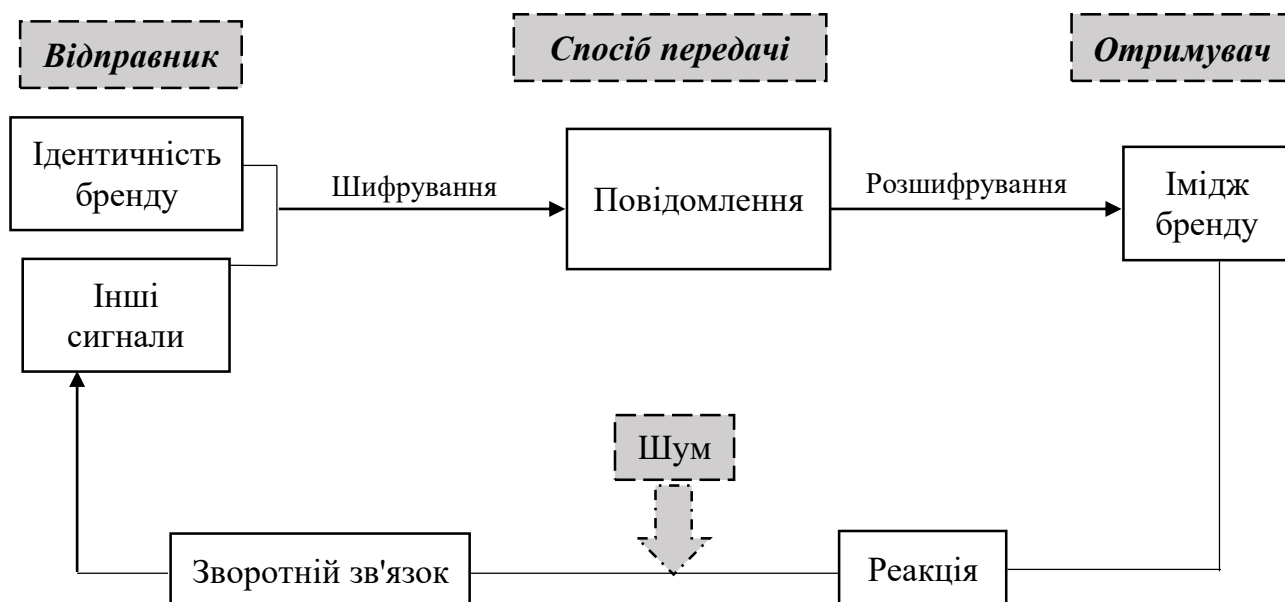 Відправник
Спосіб передачі
Отримувач
Ідентичність
бренду
Шифрування
Повідомлення
Розшифрування
Імідж
бренду
Інші
сигнали
Шум
Зворотній зв'язок
Реакція